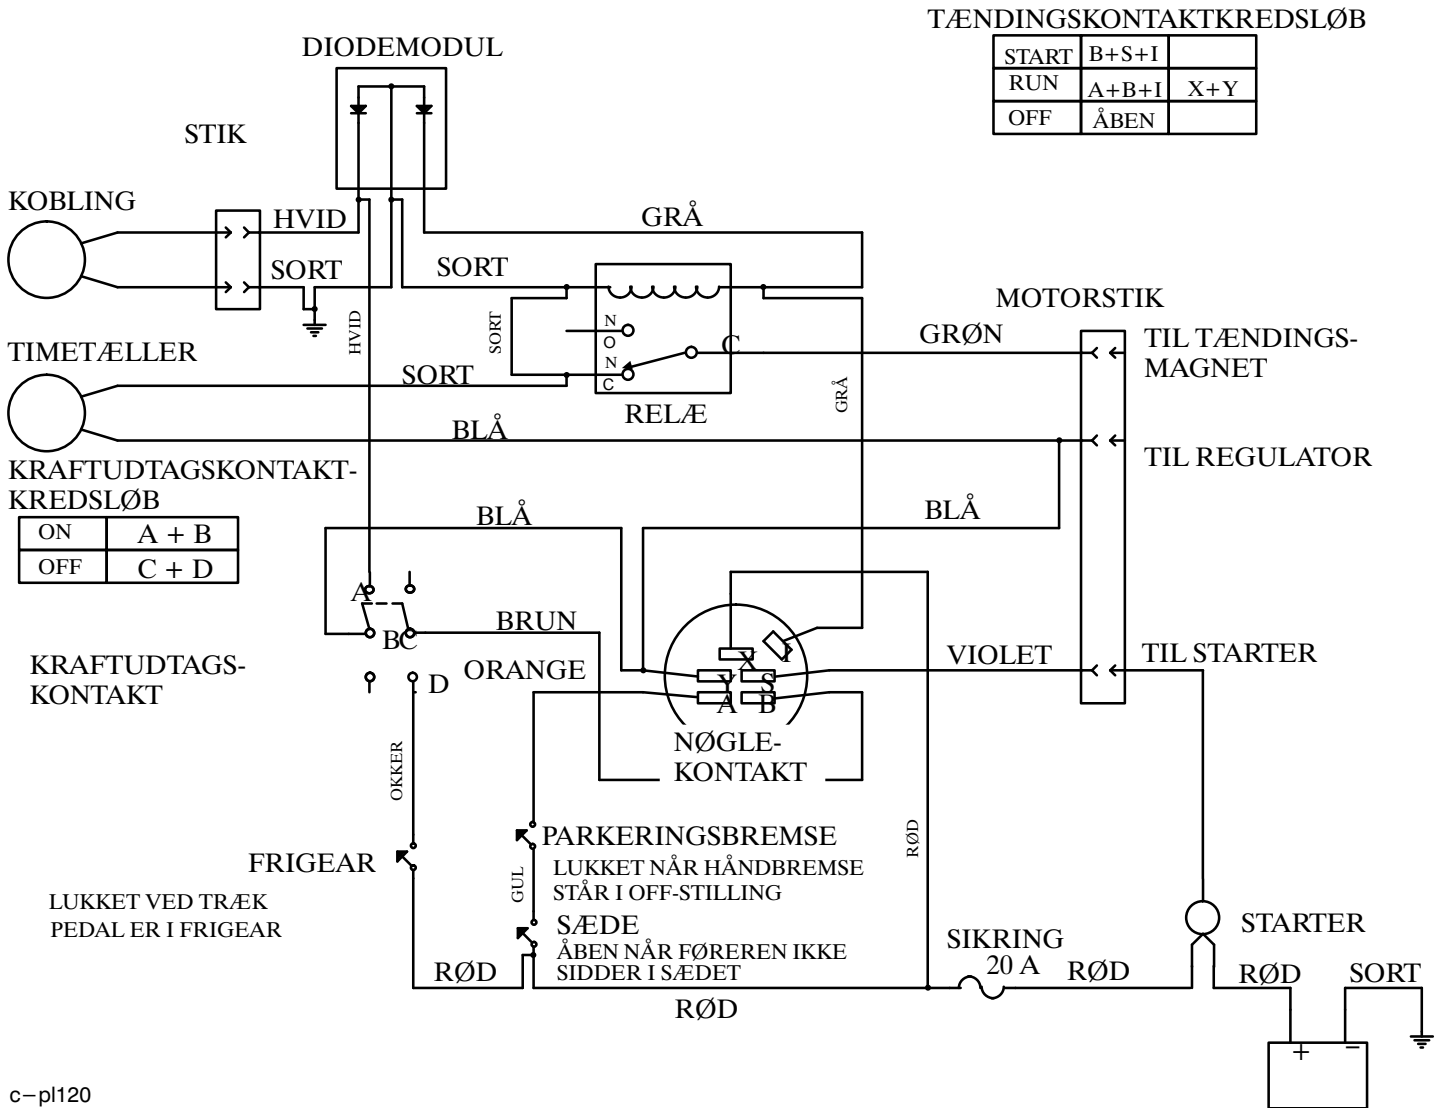 TÆNDINGSKONTAKTKREDSLØB
START B+S+I
RUN A+B+I X+Y
OFF ÅBEN
DIODEMODUL
STIK
KOBLING
HVID
GRÅ
SORT
SORT
HVID
SORT
N
O
N
C
C
RELÆ
GRÅ
MOTORSTIK
GRØN
TIL TÆNDINGS-
MAGNET
TIMETÆLLER
SORT
BLÅ
TIL REGULATOR
KRAFTUDTAGSKONTAKT-
KREDSLØB
ON A + B
OFF C + D
BLÅ
BLÅ
A
B
C
D
BRUN
KRAFTUDTAGS-
KONTAKT
ORANGE
X
I
Y
S
A
B
VIOLET
TIL STARTER
NØGLE-
KONTAKT
OKKER
RØD
PARKERINGSBREMSE
LUKKET NÅR HÅNDBREMSE
STÅR I OFF-STILLING
FRIGEAR
GUL
LUKKET VED TRÆK
PEDAL ER I FRIGEAR
SÆDE
ÅBEN NÅR FØREREN IKKE
SIDDER I SÆDET
RØD
RØD
SIKRING
20 A
RØD
STARTER
RØD
SORT
+
−
c−pl120